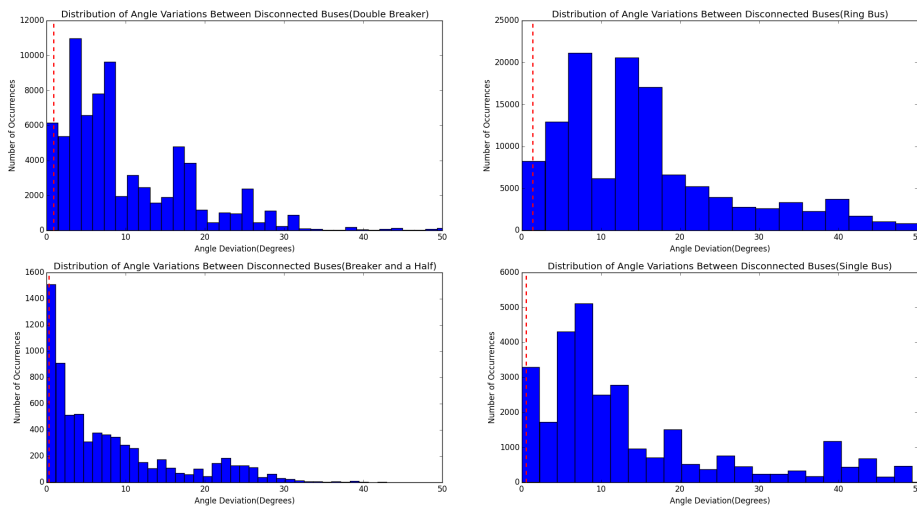 Distribution of Angle Variations Between Disconnected Buses(Double Breaker)
12000
10000
8000
6000
4000
2000
0
Number of Occurrences
0 10 20 30 40 50
Angle Deviation(Degrees)
Distribution of Angle Variations Between Disconnected Buses(Ring Bus)
25000
20000
15000
10000
5000
0
Number of Occurrences
0 10 20 30 40 50
Angle Deviation(Degrees)
Distribution of Angle Variations Between Disconnected Buses(Breaker and a Half)
1600
1400
1200
1000
800
600
400
200
0
Number of Occurrences
0 10 20 30 40 50
Angle Deviation(Degrees)
Distribution of Angle Variations Between Disconnected Buses(Single Bus)
6000
5000
4000
3000
2000
1000
0
Number of Occurrences
0 10 20 30 40 50
Angle Deviation(Degrees)